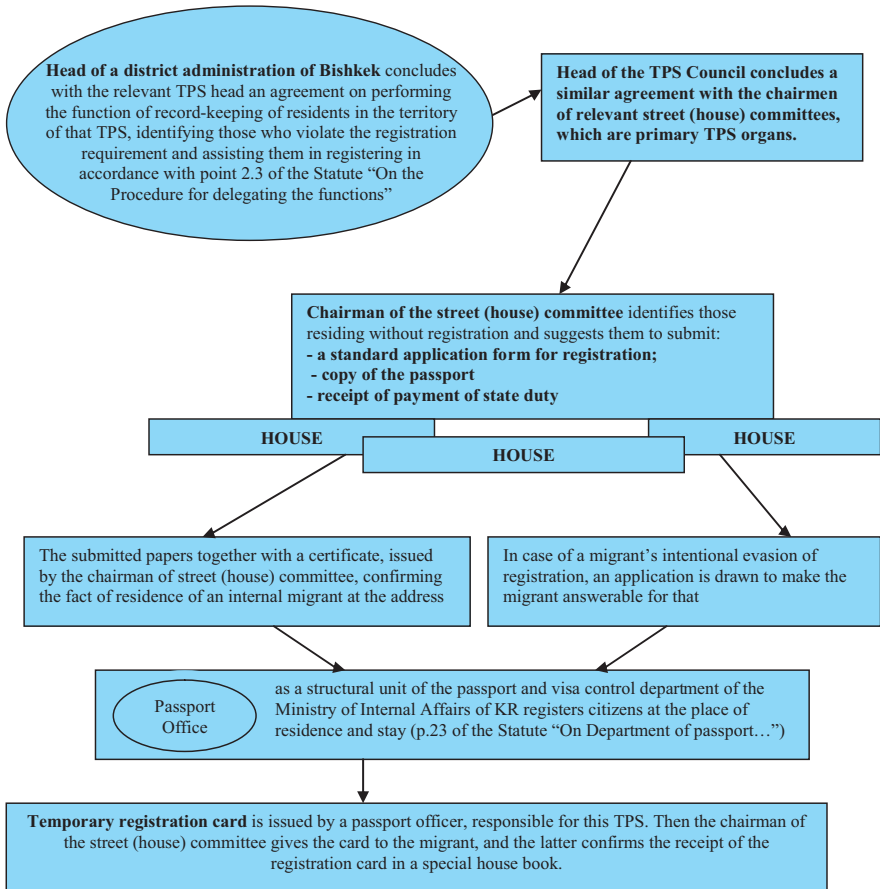 Head of a district administration of Bishkek concludes
with the relevant TPS head an agreement on performing
the function of record-keeping of residents in the territory
of that TPS, identifying those who violate the registration
requirement and assisting them in registering in
accordance with point 2.3 of the Statute “On the
Procedure for delegating the functions”
Head of the TPS Council concludes a
similar agreement with the chairmen
of relevant street (house) committees,
which are primary TPS organs.
Chairman of the street (house) committee identifies those
residing without registration and suggests them to submit:
- a standard application form for registration;
- copy of the passport
- receipt of payment of state duty
HOUSE
HOUSE
HOUSE
The submitted papers together with a certificate, issued
by the chairman of street (house) committee, confirming
the fact of residence of an internal migrant at the address
In case of a migrant’s intentional evasion of
registration, an application is drawn to make the
migrant answerable for that
Passport
Office
as a structural unit of the passport and visa control department of the
Ministry of Internal Affairs of KR registers citizens at the place of
residence and stay (p.23 of the Statute “On Department of passport…”)
Temporary registration card is issued by a passport officer, responsible for this TPS. Then the chairman of
the street (house) committee gives the card to the migrant, and the latter confirms the receipt of the
registration card in a special house book.